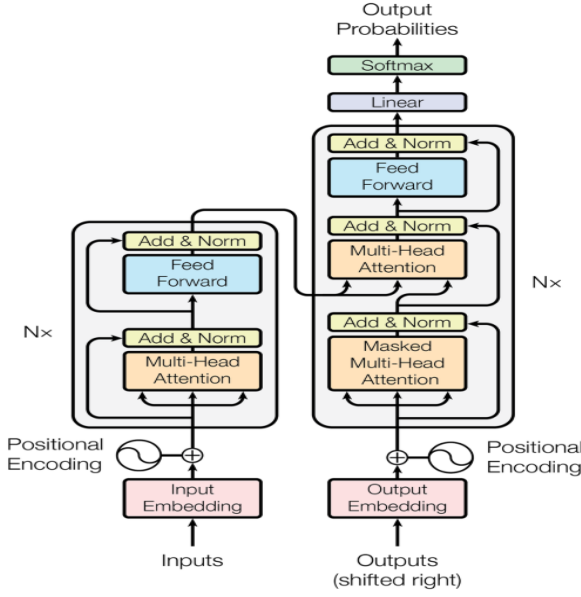 Output
Probabilities
Softmax
Linear
Add & Norm
Feed
Forward
Add & Norm
Multi-Head
Attention
Nx
Add & Norm
Masked
Multi-Head
Attention
Positional
Encoding
Output
Embedding
Outputs
(shifted right)
Add & Norm
Feed
Forward
Nx
Add & Norm
Multi-Head
Attention
Positional
Encoding
Input
Embedding
Inputs